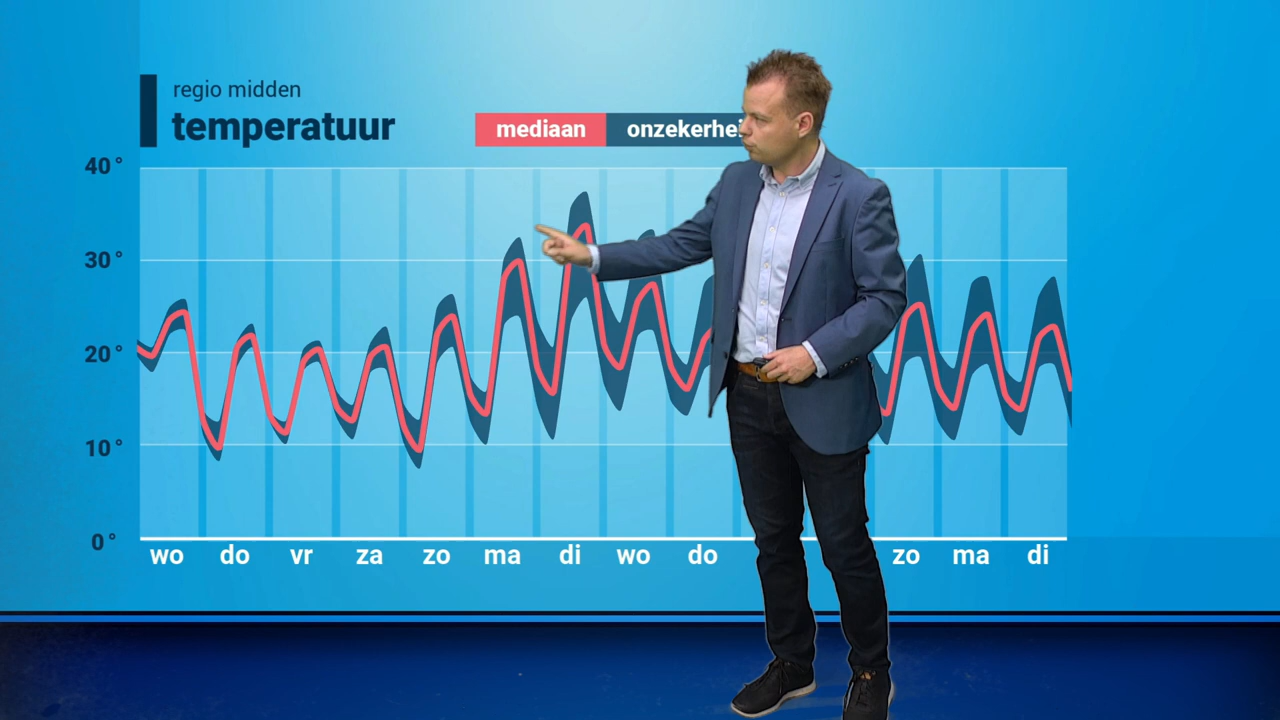 regio midden
temperatuur
mediaan onzekerhei
40°
30°
20°
10°
0°
wo do vr za zo ma di wo do zo ma di